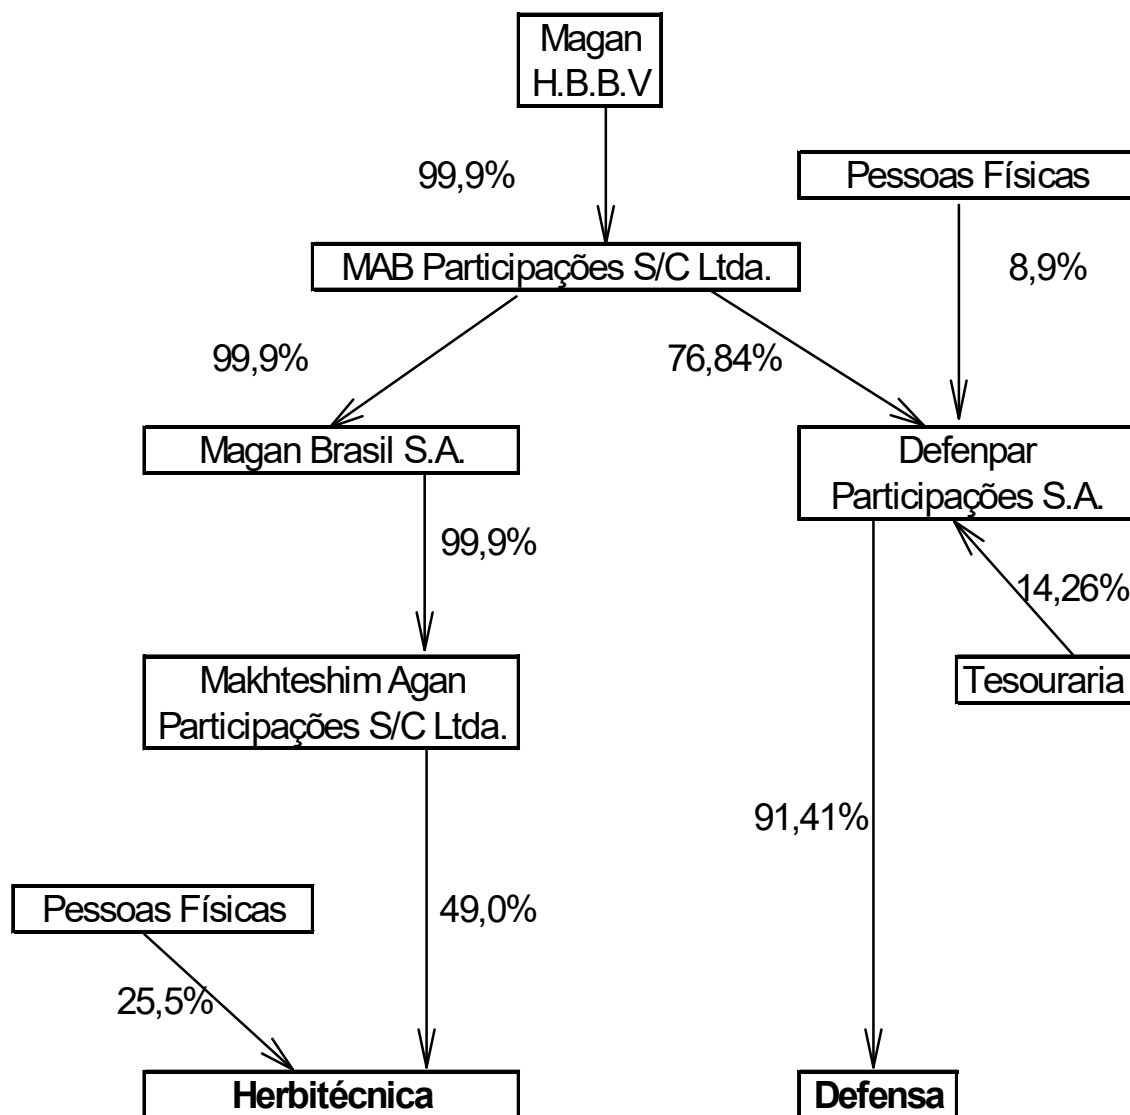 Magan
H.B.B.V
99,9%
Pessoas Físicas
MAB Participações S/C Ltda.
8,9%
99,9%
76,84%
Magan Brasil S.A.
Defenpar
Participações S.A.
99,9%
14,26%
Makhteshim Agan
Participações S/C Ltda.
Tesouraria
91,41%
Pessoas Físicas
49,0%
25,5%
Herbitécnica
Defensa